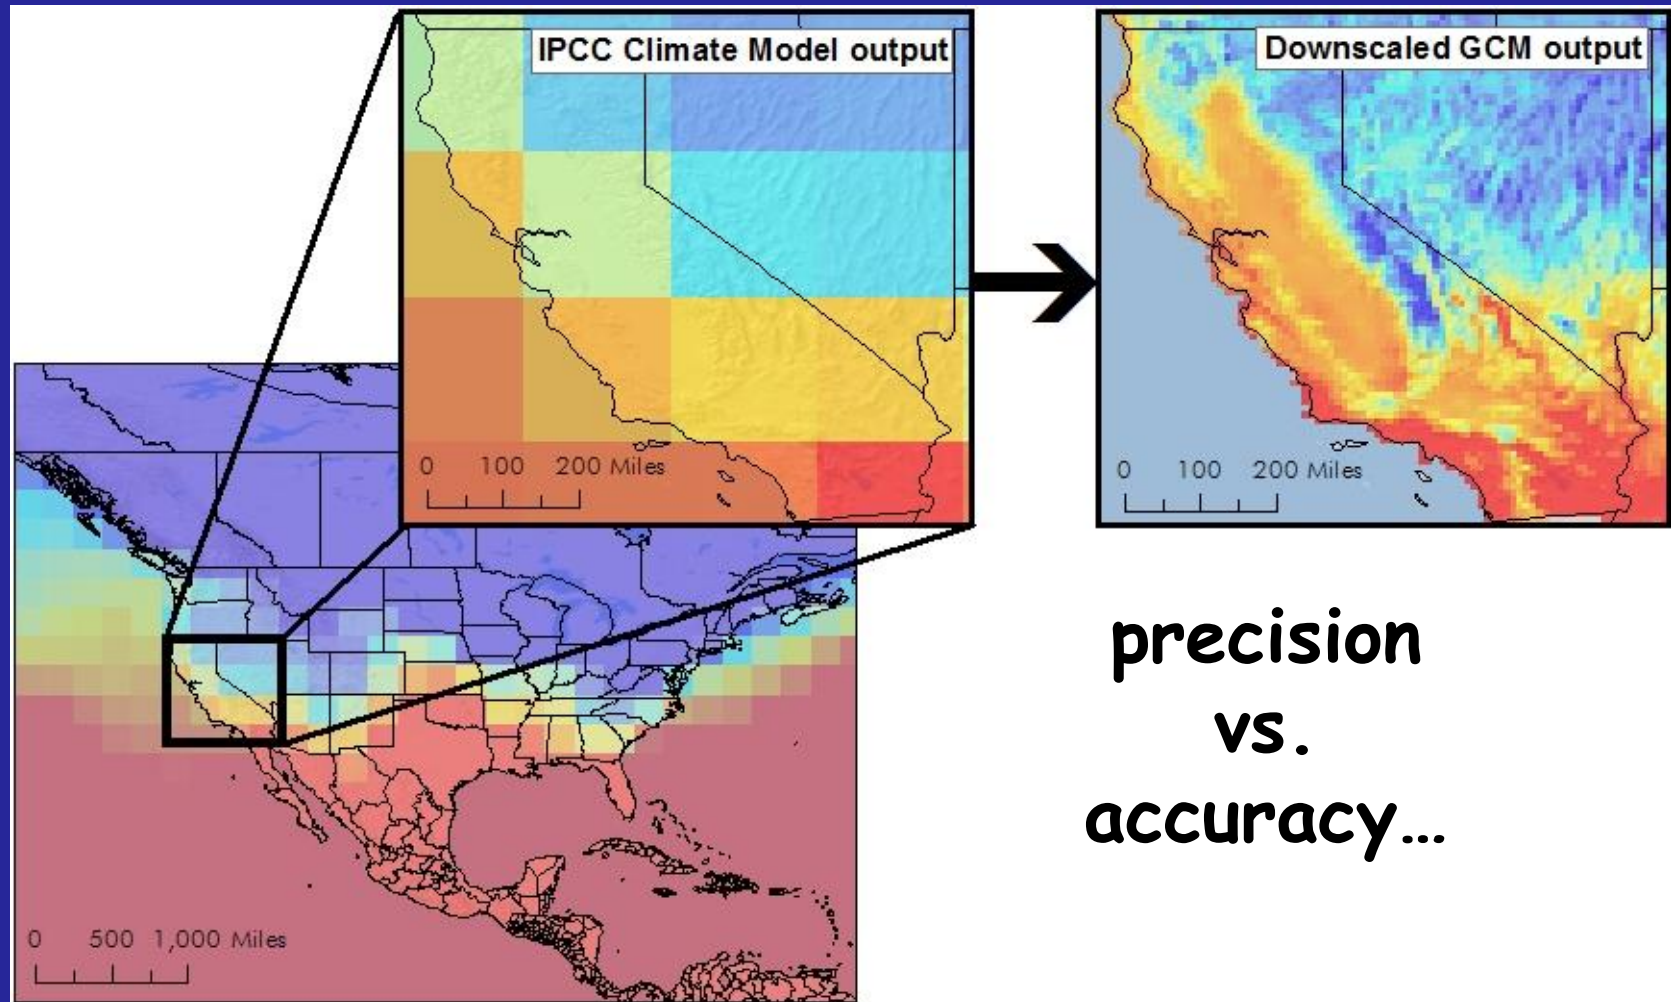 IPCC Climate Model output
0 100 200 Miles
Downscaled GCM output
0 100 200 Miles
0 500 1,000 Miles
precision
vs.
accuracy...